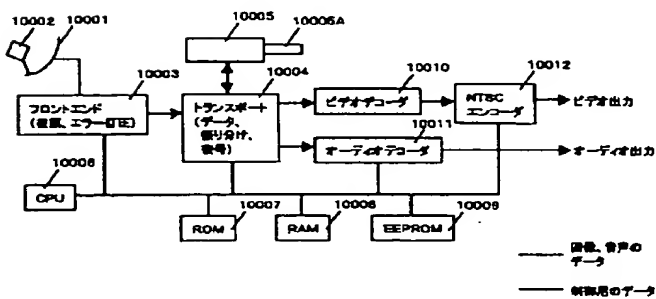 10002
10001
10005
10006A
10003
10004
10010
10012
フロントエンド
(復調、エラー訂正)
トランスポート
(データ、
振り分け、
ビデオデコーダ
NTSC
エンコーダ
ビデオ出力
10011
オーディオデコーダ
オーディオ出力
10006
CPU
10007
ROM
10008
RAM
10009
EEPROM
画像、音声の
データ
制御用のデータ